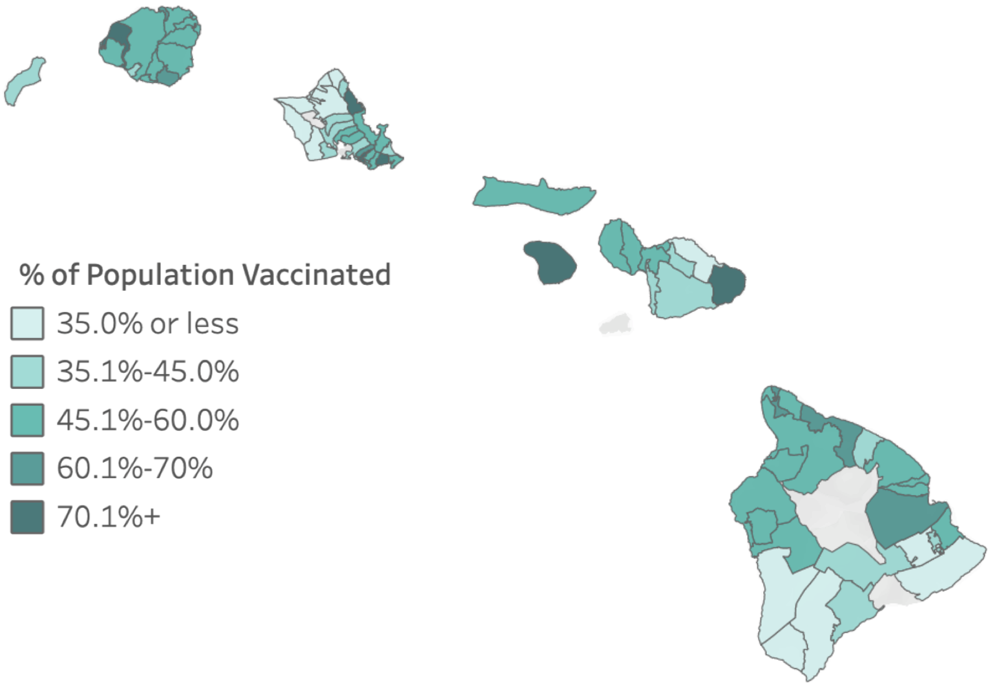 % of Population Vaccinated
35.0% or less
35.1%-45.0%
45.1%-60.0%
60.1%-70%
70.1%+